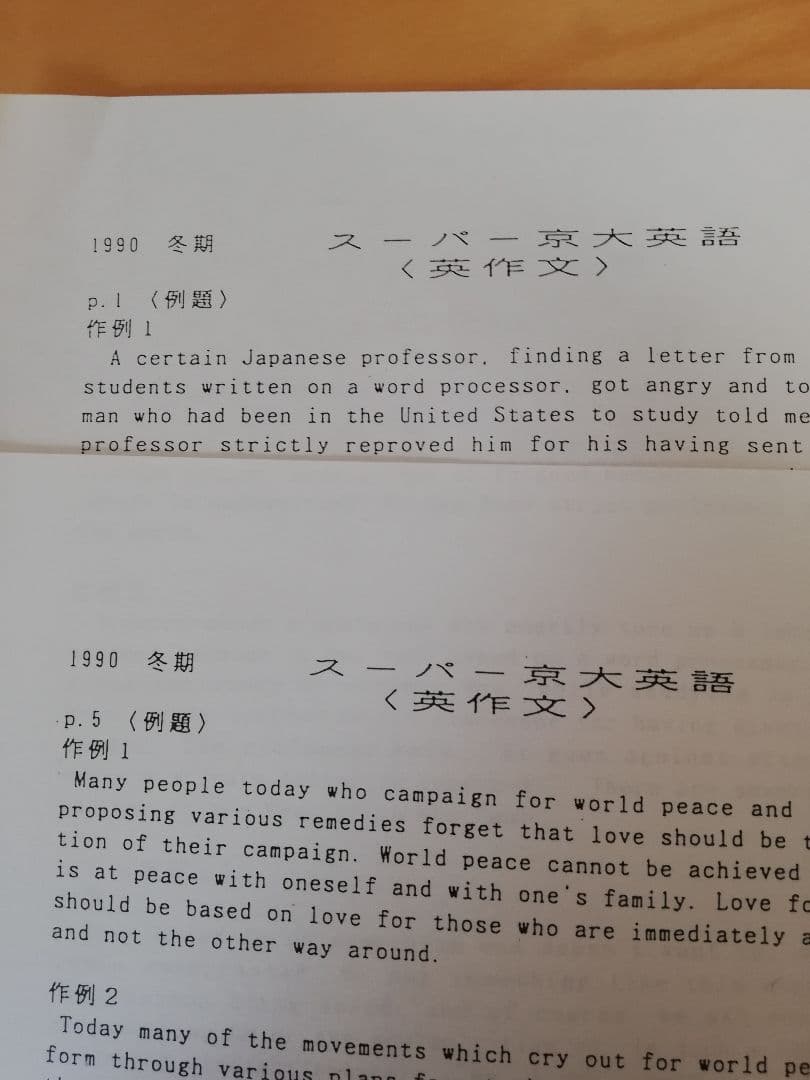 1990 冬期 スーパー京大英語
〈英作文〉
p.1 〈例題〉
作例1
A certain Japanese professor, finding a letter from
students written on a word processor, got angry and to
man who had been in the United States to study told me
professor strictly reproved him for his having sent
1990 冬期 スーパー京大英語
〈英作文〉
p.5 〈例題〉
作例1
Many people today who campaign for world peace and
proposing various remedies forget that love should be t
tion of their campaign. World peace cannot be achieved
is at peace with oneself and with one's family. Love fo
should be based on love for those who are immediately a
and not the other way around.
作例2
Today many of the movements which cry out for world pe
form through various plans